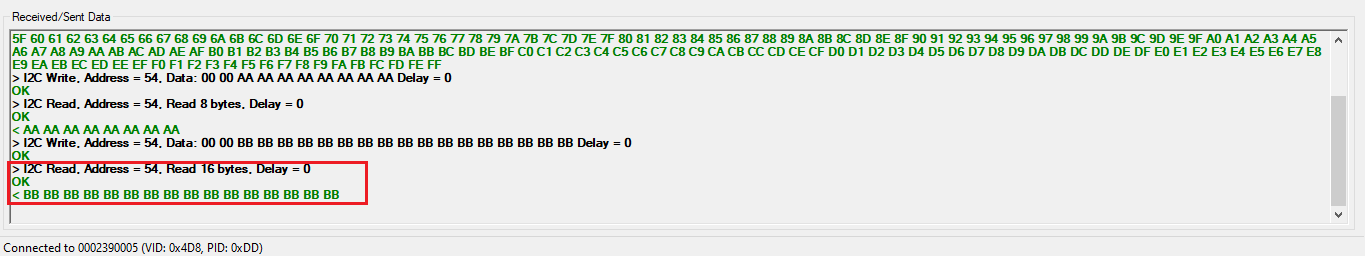 Received/Sent Data
5F 60 61 62 63 64 65 66 67 68 69 6A 6B 6C 6D 6E 6F 70 71 72 73 74 75 76 77 78 79 7A 7B 7C 7D 7E 7F 80 81 82 83 84 85 86 87 88 89 8A 8B 8C 8D 8E 8F 90 91 92 93 94 95 96 97 98 99 9A 9B 9C 9D 9E 9F A0 A1 A2 A3 A4 A5
A6 A7 A8 A9 AA AB AC AD AE AF B0 B1 B2 B3 B4 B5 B6 B7 B8 B9 BA BB BC BD BE BF C0 C1 C2 C3 C4 C5 C6 C7 C8 C9 CA CB CC CD CE CF D0 D1 D2 D3 D4 D5 D6 D7 D8 D9 DA DB DC DD DE DF E0 E1 E2 E3 E4 E5 E6 E7 E8
E9 EA EB EC ED EE EF F0 F1 F2 F3 F4 F5 F6 F7 F8 F9 FA FB FC FD FE FF
> I2C Write, Address = 54, Data: 00 00 AA AA AA AA AA AA AA AA Delay = 0
OK
> I2C Read, Address = 54, Read 8 bytes, Delay = 0
OK
< AA AA AA AA AA AA AA AA
> I2C Write, Address = 54, Data: 00 00 BB BB BB BB BB BB BB BB BB BB BB BB BB BB BB BB BB Delay = 0
OK
> I2C Read, Address = 54, Read 16 bytes, Delay = 0
OK
< BB BB BB BB BB BB BB BB BB BB BB BB BB BB BB BB
Connected to 0002390005 (VID: 0x4D8, PID: 0xDD)